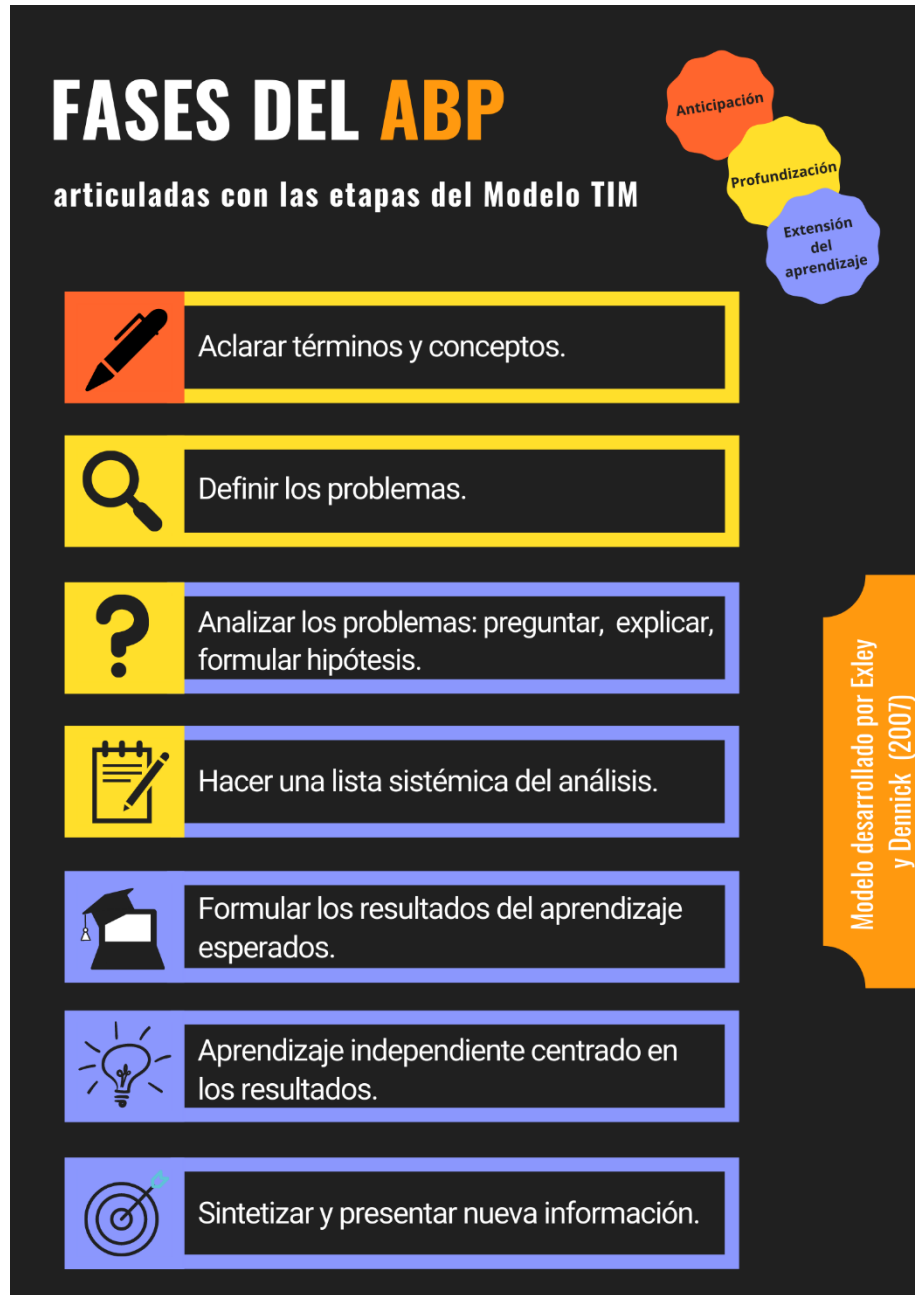 FASES DEL ABP
articuladas con las etapas del Modelo TIM
Anticipación
Profundización
Extensión
del
aprendizaje
Aclarar términos y conceptos.
Definir los problemas.
Analizar los problemas: preguntar, explicar,
formular hipótesis.
Hacer una lista sistémica del análisis.
Formular los resultados del aprendizaje
esperados.
Aprendizaje independiente centrado en
los resultados.
Sintetizar y presentar nueva información.
Modelo desarrollado por Exley
y Dennick (2007)